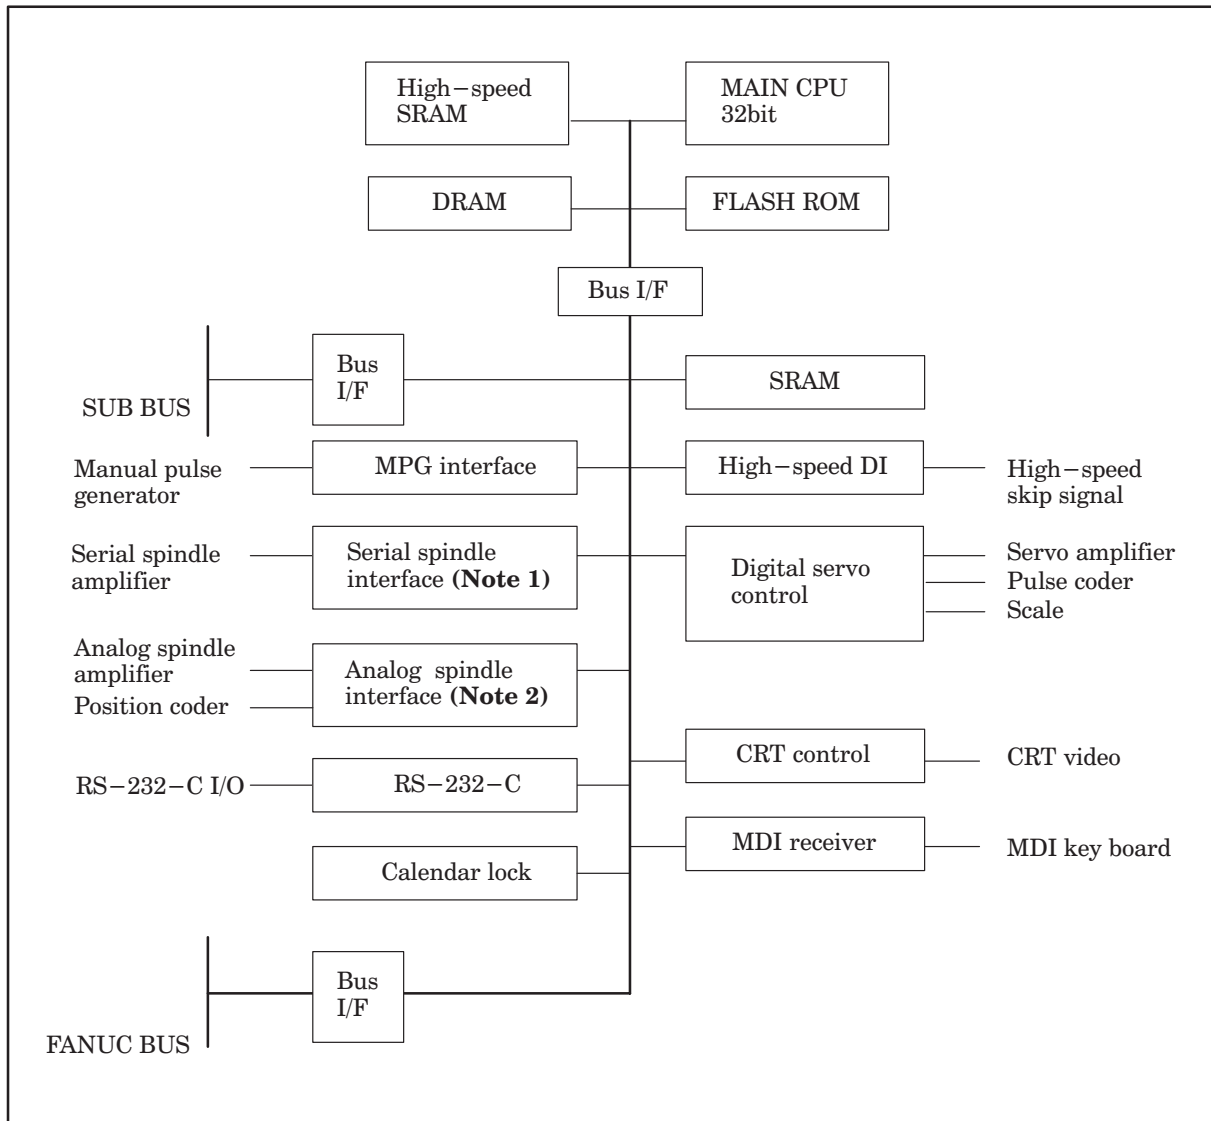 High−speed
SRAM
MAIN CPU
32bit
DRAM
FLASH ROM
Bus I/F
Bus
I/F
SUB BUS
SRAM
Manual pulse
generator
MPG interface
High−speed DI
High−speed
skip signal
Serial spindle
amplifier
Serial spindle
interface (Note 1)
Digital servo
control
Servo amplifier
Pulse coder
Scale
Analog spindle
amplifier
Position coder
Analog spindle
interface (Note 2)
CRT control
CRT video
RS−232−C I/O
RS−232−C
MDI receiver
MDI key board
Calendar lock
Bus
I/F
FANUC BUS